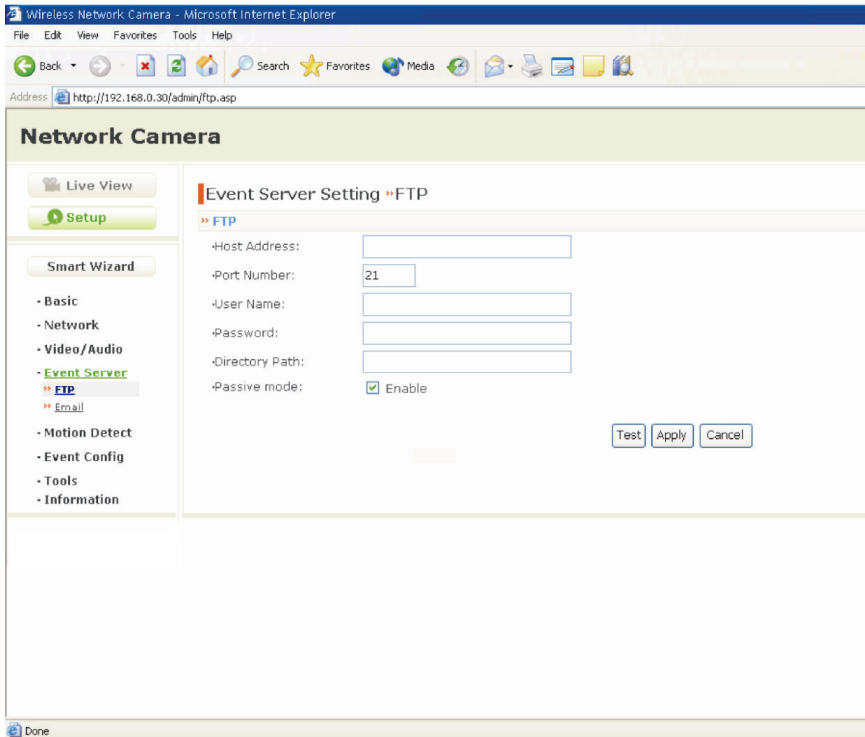 Wireless Network Camera - Microsoft Internet Explorer
File Edit View Favorites Tools Help
Back Search Favorites Media
Address http://192.168.0.30/admin/ftp.asp
Network Camera
Live View
Setup
Smart Wizard
· Basic
· Network
· Video/Audio
· Event Server
» FTP
» Email
· Motion Detect
· Event Config
· Tools
· Information
Event Server Setting »FTP
» FTP
·Host Address:
·Port Number: 21
·User Name:
·Password:
·Directory Path:
·Passive mode: Enable
Test Apply Cancel
Done